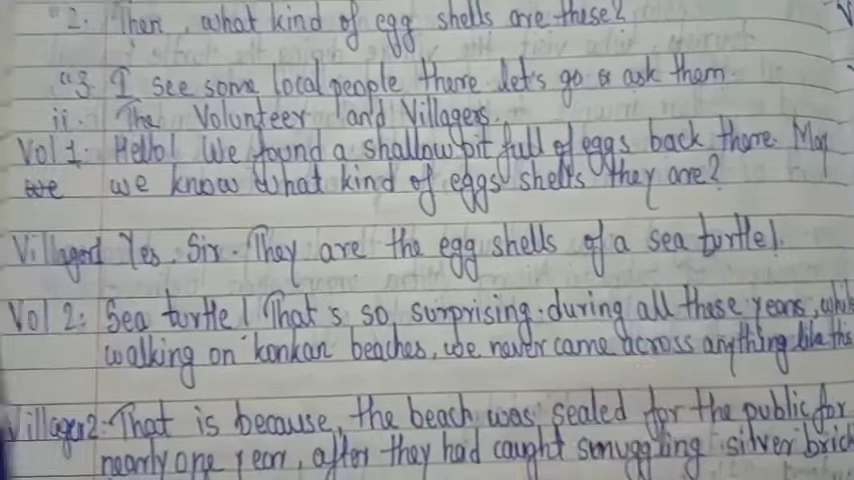 "2. Then, what kind of egg shells are these?
"3. I see some local people there let's go & ask them.
ii. The Volunteer and Villagers.
Vol 1: Hello! We found a shallow pit full of eggs back there. May
we know what kind of eggs shells they are?
Villager1 Yes Sir. They are the egg shells of a sea turtle!
Vol 2: Sea turtle! That's so surprising. during all these years, while
walking on konkan beaches, we never came across anything like this
Villager2: That is because, the beach was sealed for the public for
nearly one year, after they had caught smuggling silver brick